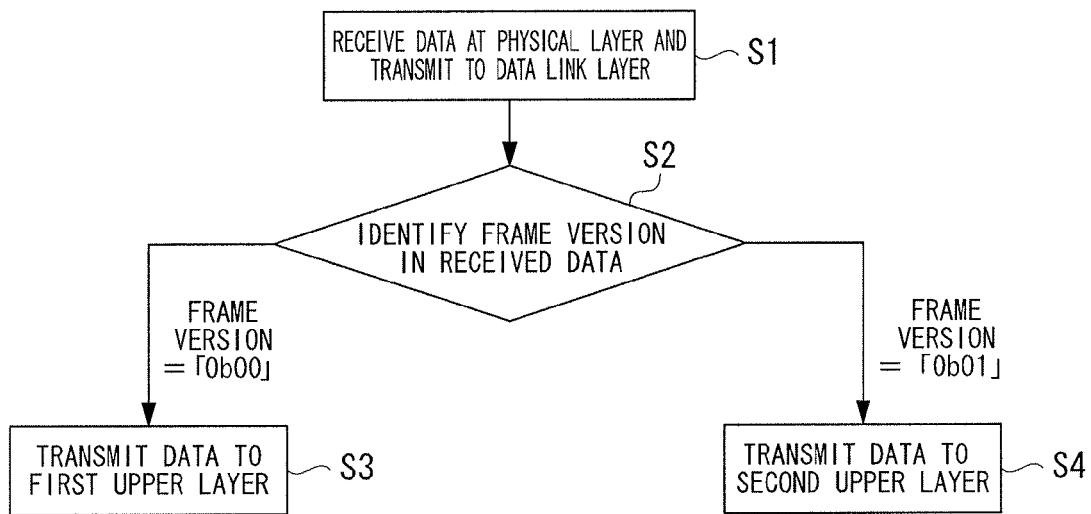 RECEIVE DATA AT PHYSICAL LAYER AND
TRANSMIT TO DATA LINK LAYER
S1
S2
IDENTIFY FRAME VERSION
IN RECEIVED DATA
FRAME
VERSION
=「0b00」
FRAME
VERSION
=「0b01」
TRANSMIT DATA TO
FIRST UPPER LAYER
S3
TRANSMIT DATA TO
SECOND UPPER LAYER
S4